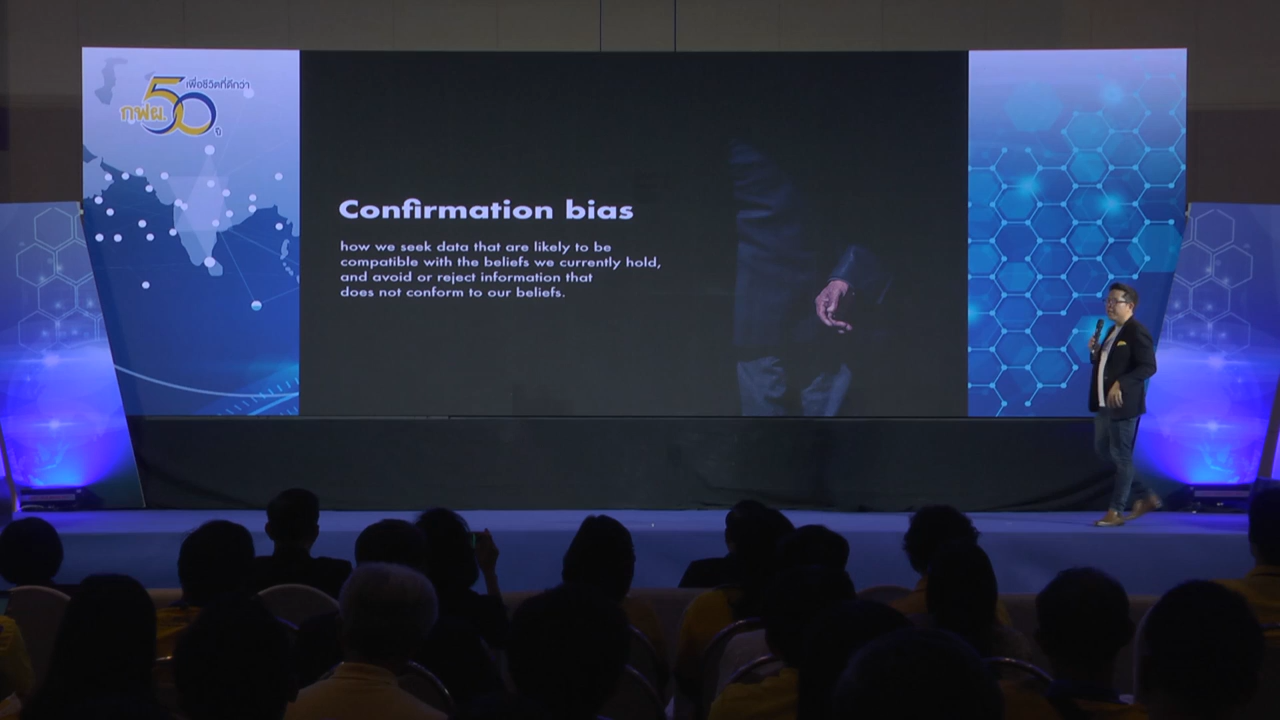 เพื่อชีวิตที่ดีกว่า
กฟผ. 50 ปี
Confirmation bias
how we seek data that are likely to be
compatible with the beliefs we currently hold,
and avoid or reject information that
does not conform to our beliefs.